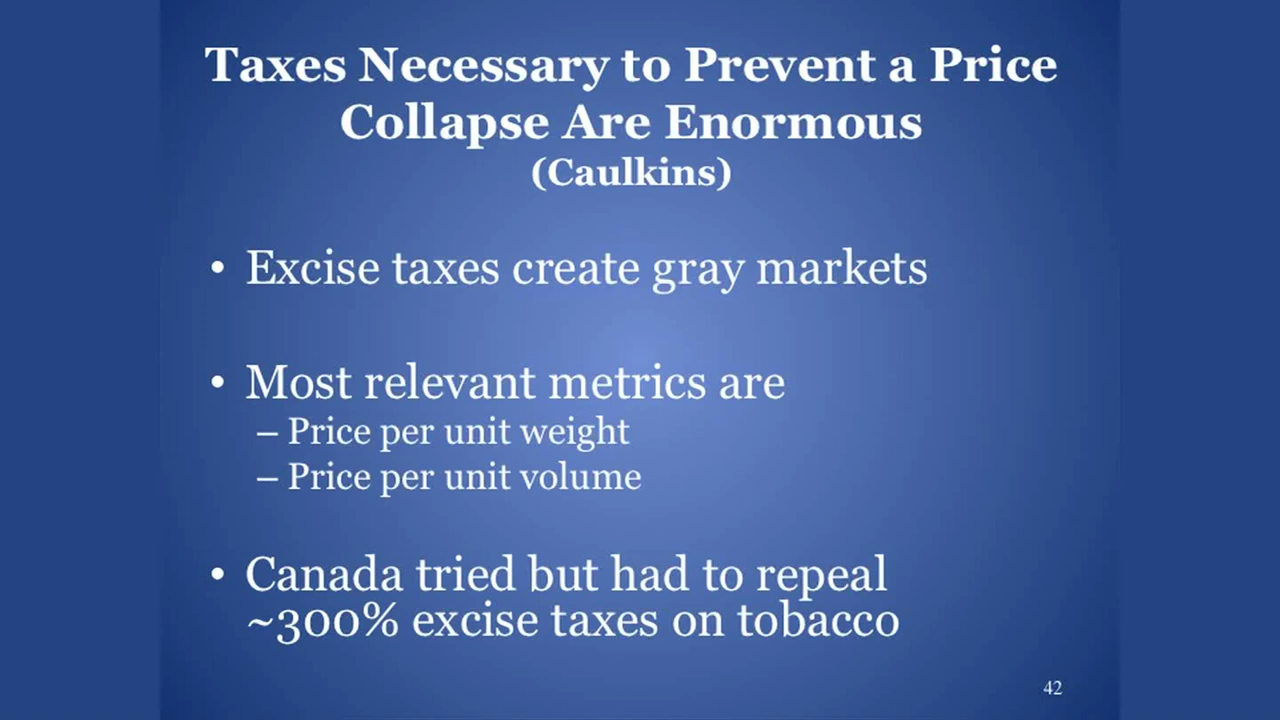 Taxes Necessary to Prevent a Price
Collapse Are Enormous
(Caulkins)
• Excise taxes create gray markets
• Most relevant metrics are
– Price per unit weight
– Price per unit volume
• Canada tried but had to repeal
~300% excise taxes on tobacco
42